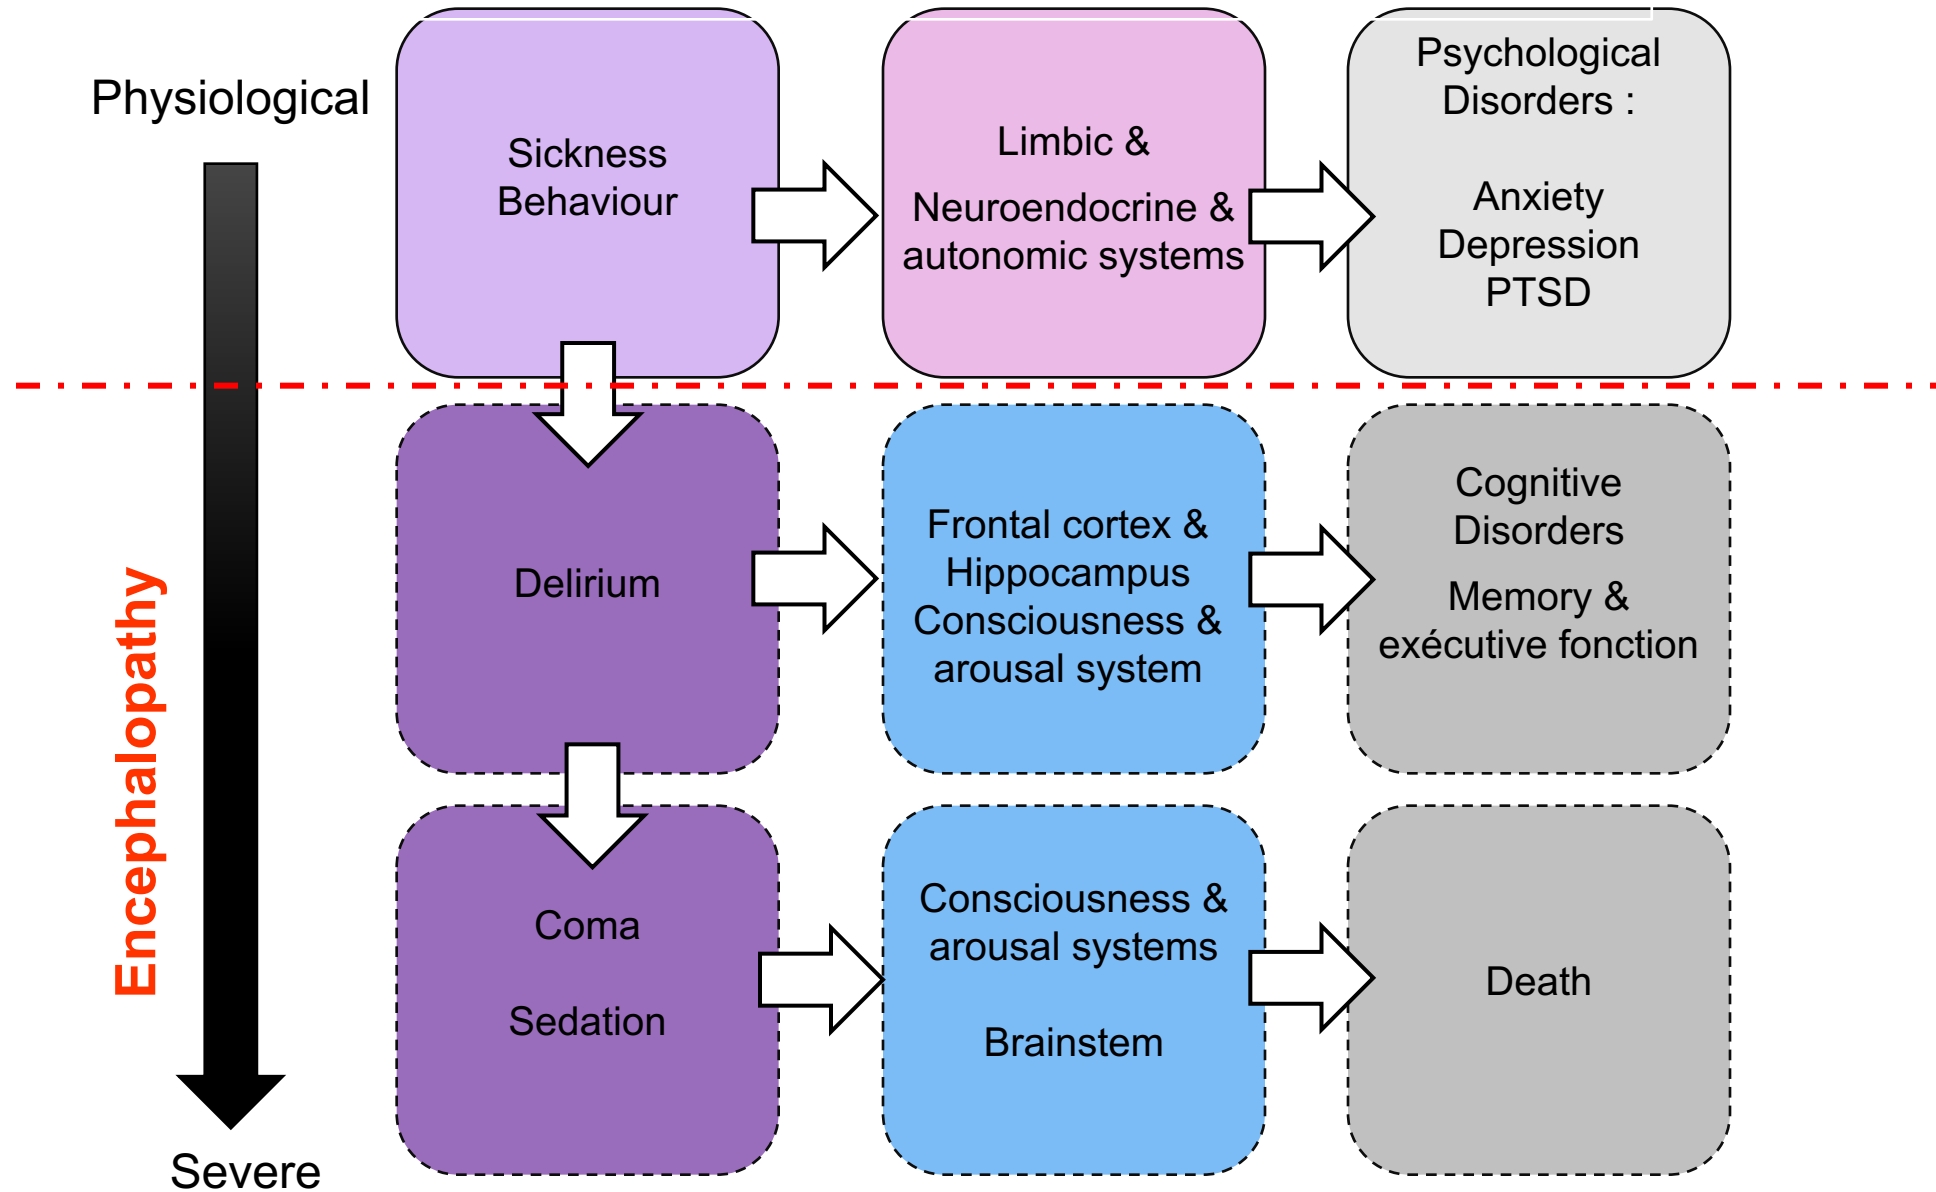 Physiological
Sickness
Behaviour
Limbic &
Neuroendocrine &
autonomic systems
Psychological
Disorders :
Anxiety
Depression
PTSD
Encephalopathy
Delirium
Frontal cortex &
Hippocampus
Consciousness &
arousal system
Cognitive
Disorders
Memory &
exécutive fonction
Coma
Sedation
Consciousness &
arousal systems
Brainstem
Death
Severe